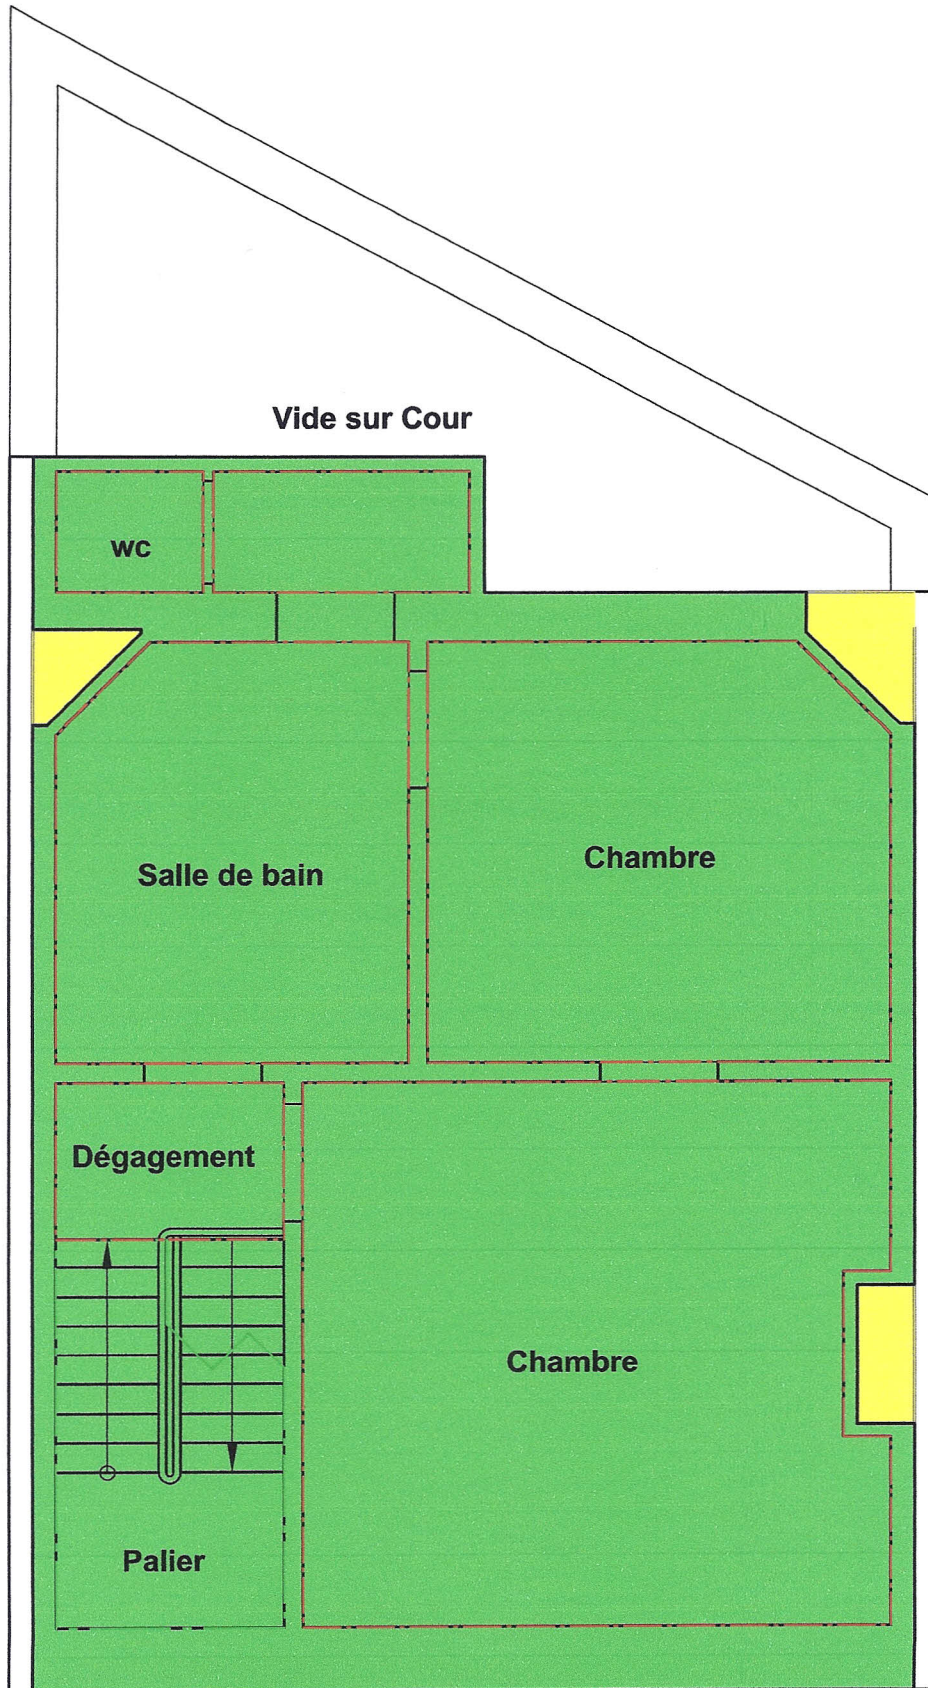 Vide sur Cour
wc
Salle de bain
Chambre
Dégagement
Chambre
Palier